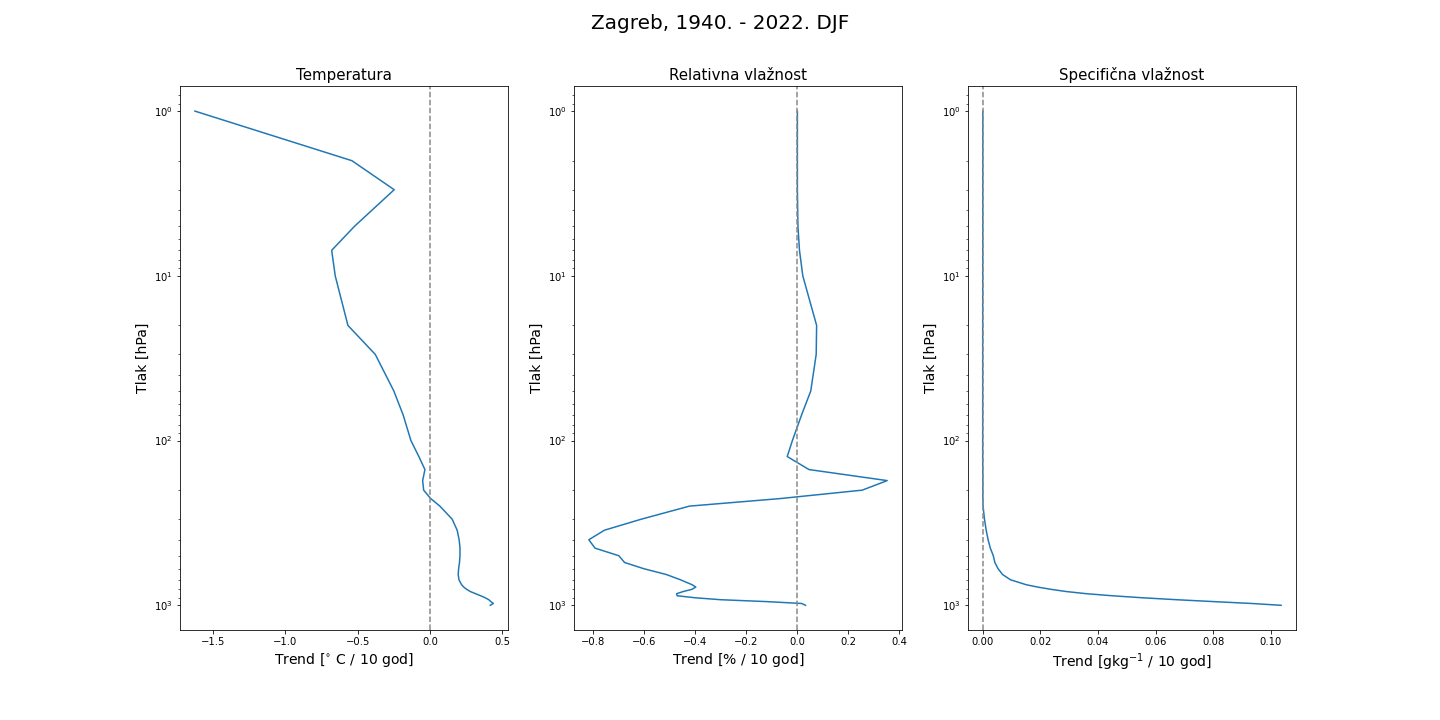 Zagreb, 1940. - 2022. DJF
Temperatura
10⁰
10¹
10²
10³
Tlak [hPa]
−1.5 −1.0 −0.5 0.0 0.5
Trend [° C / 10 god]
Relativna vlažnost
10⁰
10¹
10²
10³
Tlak [hPa]
−0.8 −0.6 −0.4 −0.2 0.0 0.2 0.4
Trend [% / 10 god]
Specifična vlažnost
10⁰
10¹
10²
10³
Tlak [hPa]
0.00 0.02 0.04 0.06 0.08 0.10
Trend [gkg⁻¹ / 10 god]